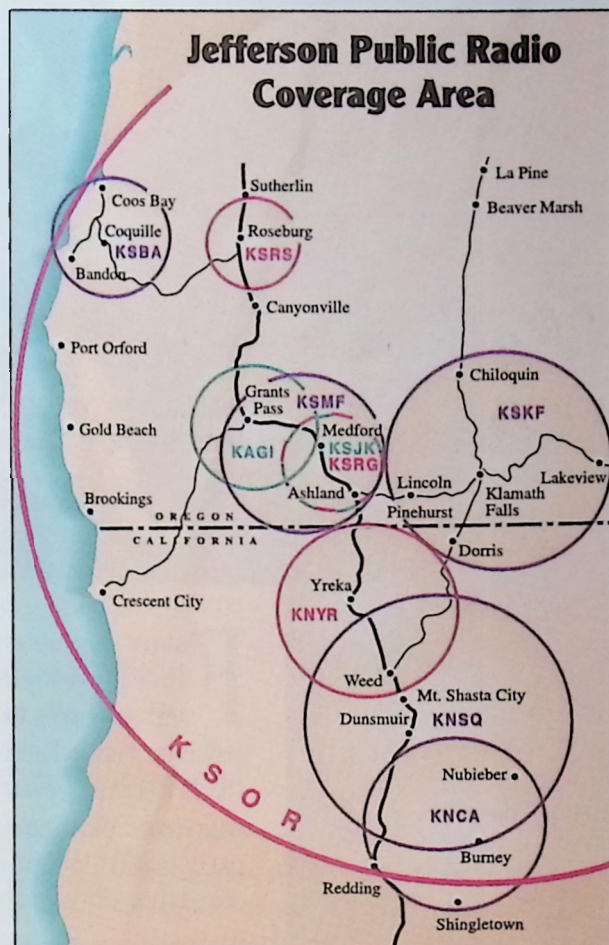 Jefferson Public Radio
Coverage Area
La Pine
Sutherlin
Coos Bay
Beaver Marsh
Coquille
Roseburg
KSBA
KSRS
Bandon
Canyonville
Port Orford
Chiloquin
Grants
Pass
KSMF
KSKF
Gold Beach
Medford
KAGI
KSJK
KSRG
Lakeview
Lincoln
Klamath
Falls
Ashland
Brookings
Pinehurst
OREGON
CALIFORNIA
Dorris
Yreka
Crescent City
KNYR
Weed
Mt. Shasta City
Dunsmuir
KNSQ
KSOR
Nubieber
KNCA
Burney
Redding
Shingletown